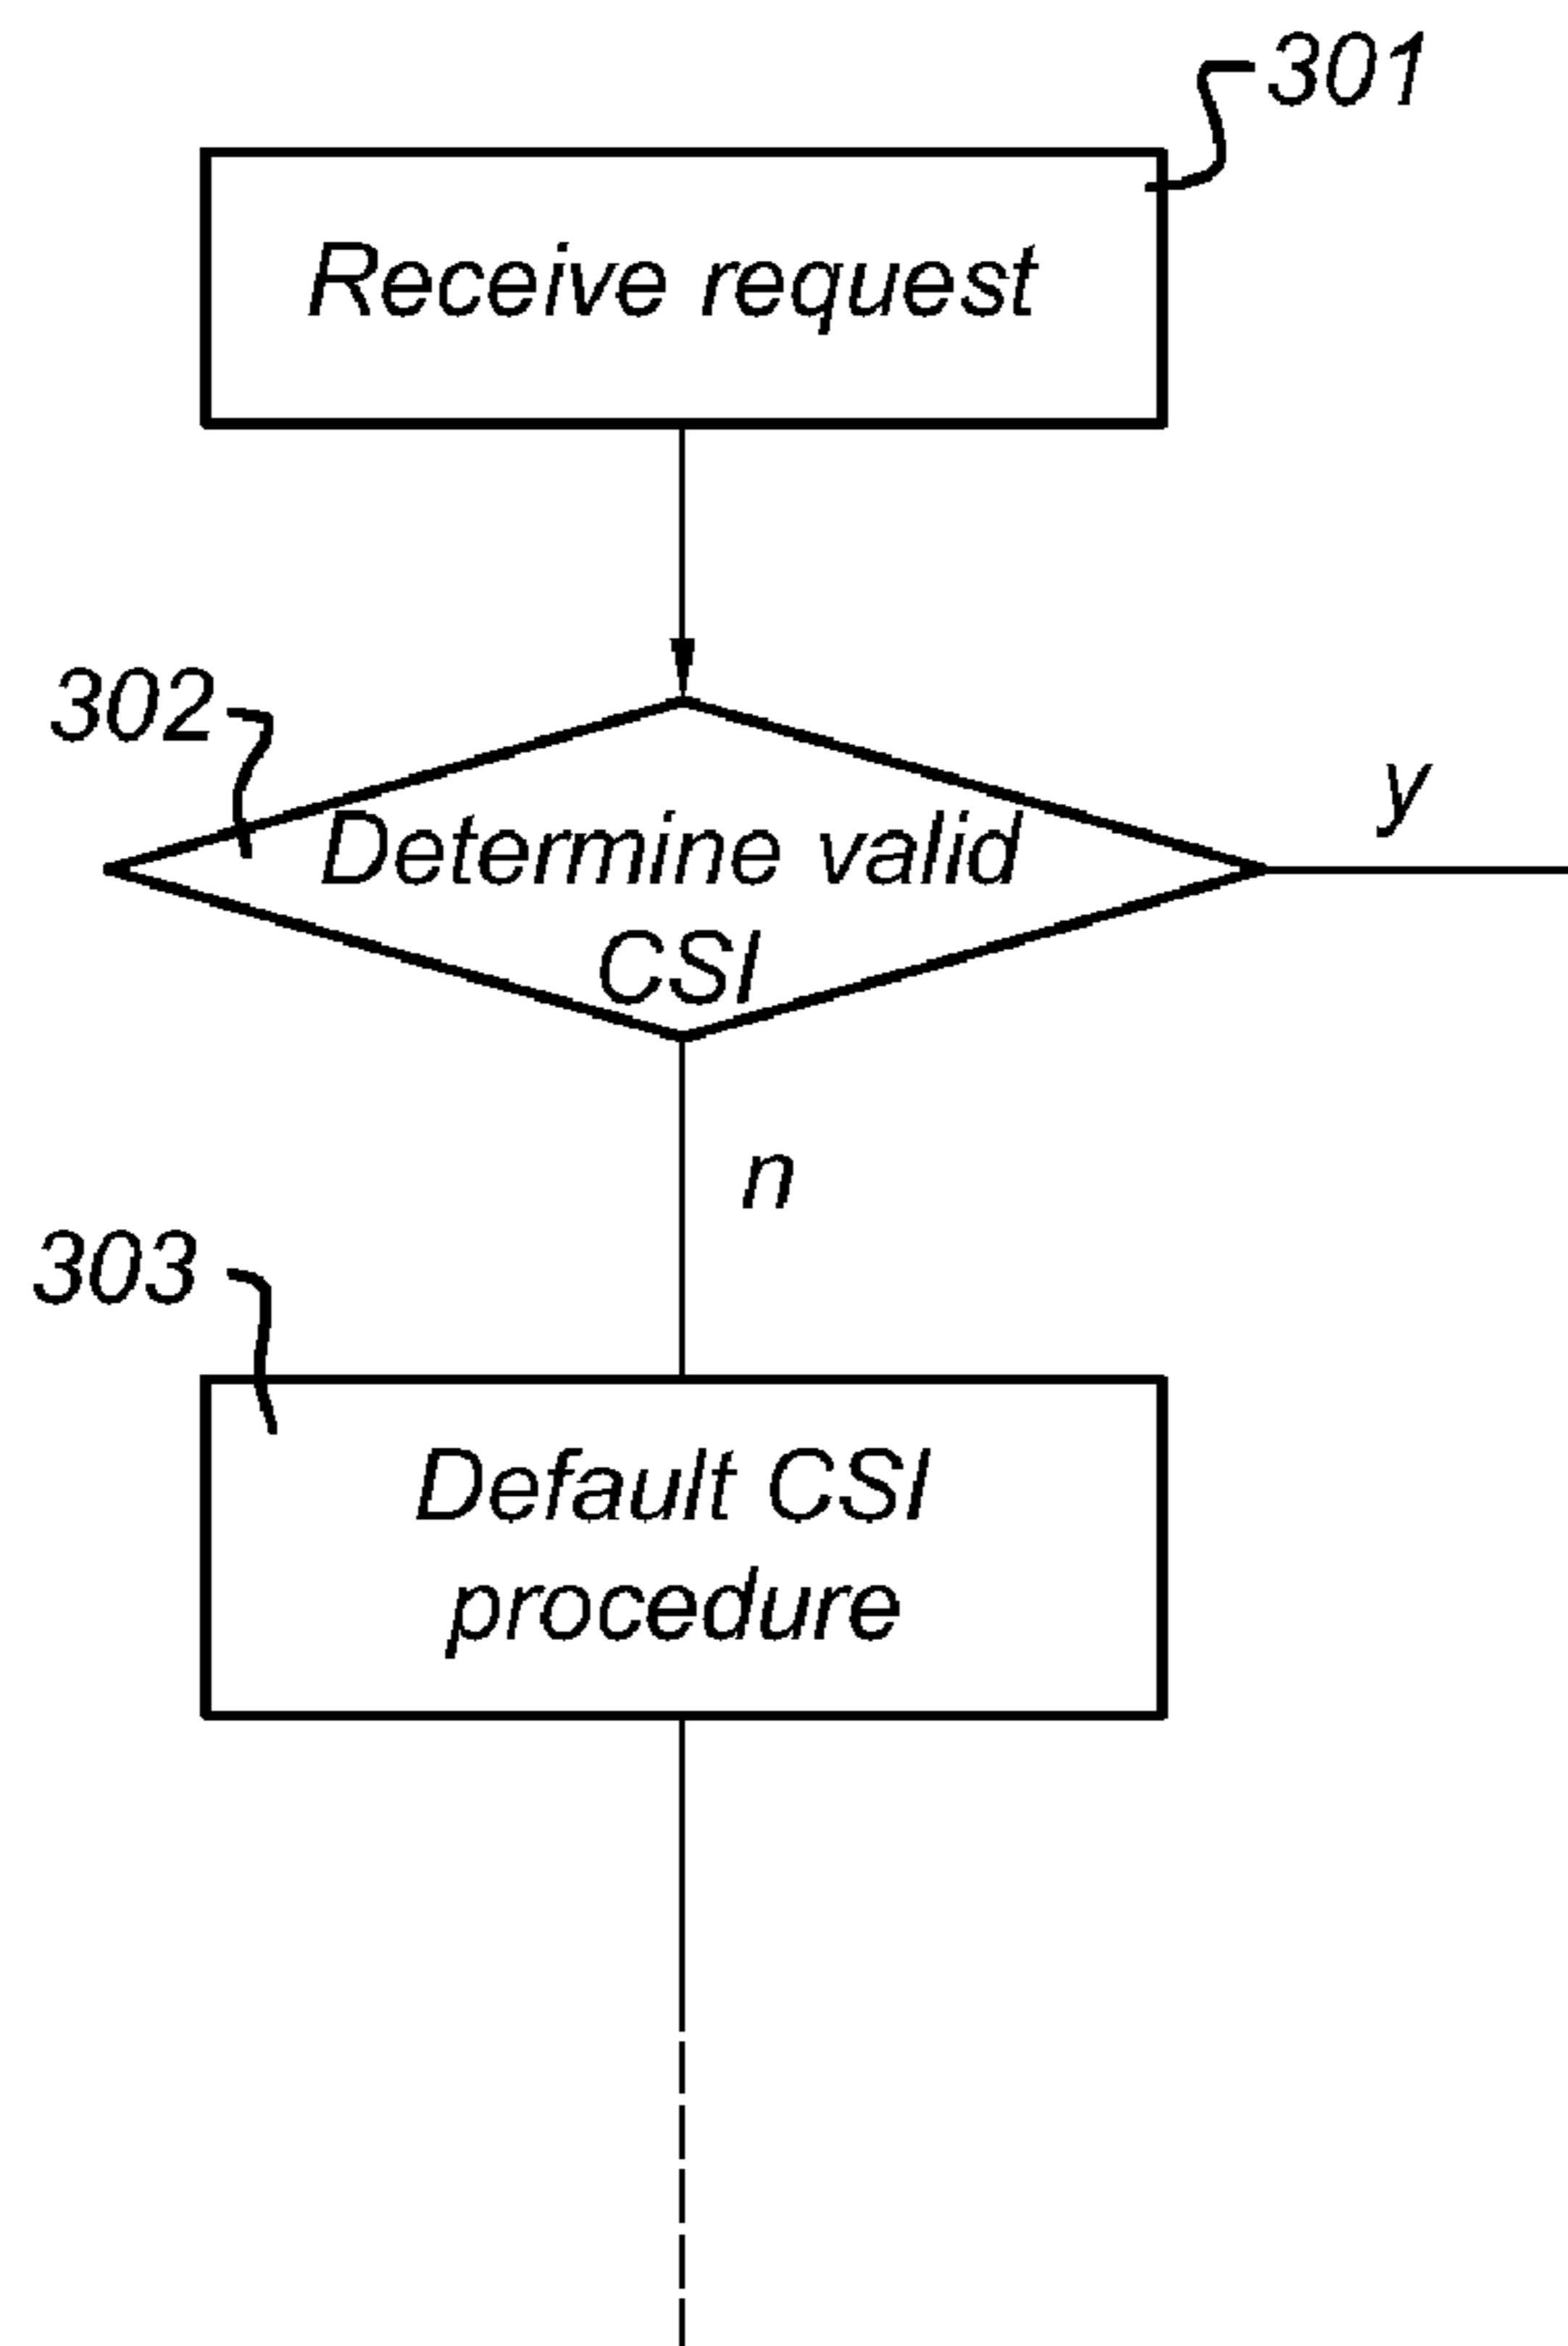 301
Receive request
302
y
Determine valid
CSI
n
303
Default CSI
procedure